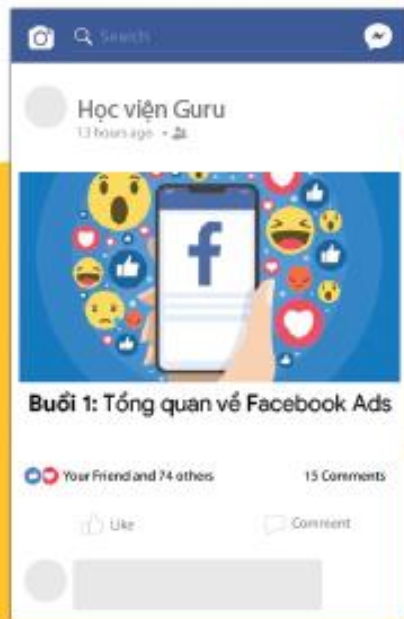 Search
Học viện Guru
13 hours ago
f
Buổi 1: Tổng quan về Facebook Ads
Your Friend and 74 others 15 Comments
Like Comment